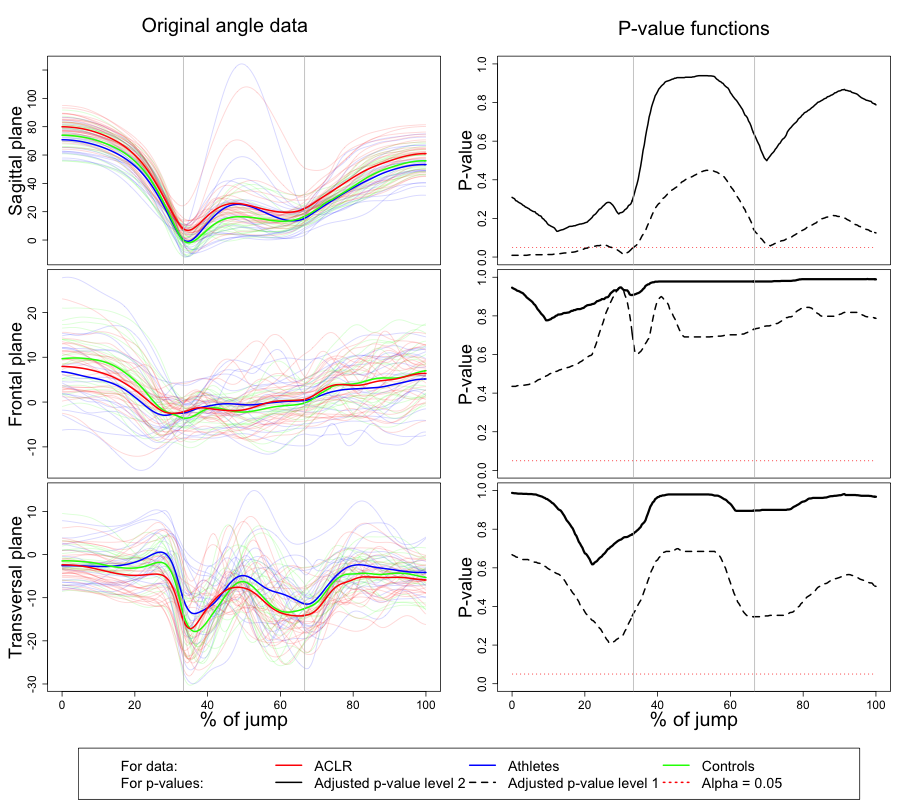 Original angle data
P-value functions
Sagittal plane
0 20 40 60 80 100
P-value
0.0 0.2 0.4 0.6 0.8 1.0
Frontal plane
-10 0 10 20
P-value
0.0 0.2 0.4 0.6 0.8 1.0
Transversal plane
-30 -20 -10 0 10
P-value
0.0 0.2 0.4 0.6 0.8 1.0
0 20 40 60 80 100
% of jump
0 20 40 60 80 100
% of jump
For data: ACLR Athletes Controls
For p-values: Adjusted p-value level 2 Adjusted p-value level 1 Alpha = 0.05